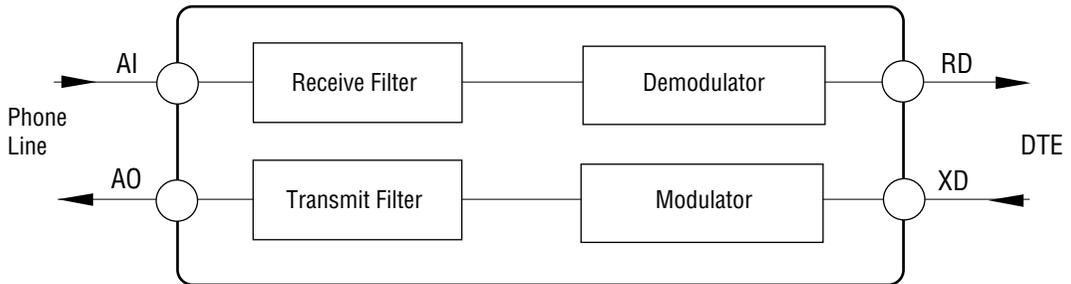 AI
Receive Filter
Demodulator
RD
Phone
Line
DTE
AO
Transmit Filter
Modulator
XD